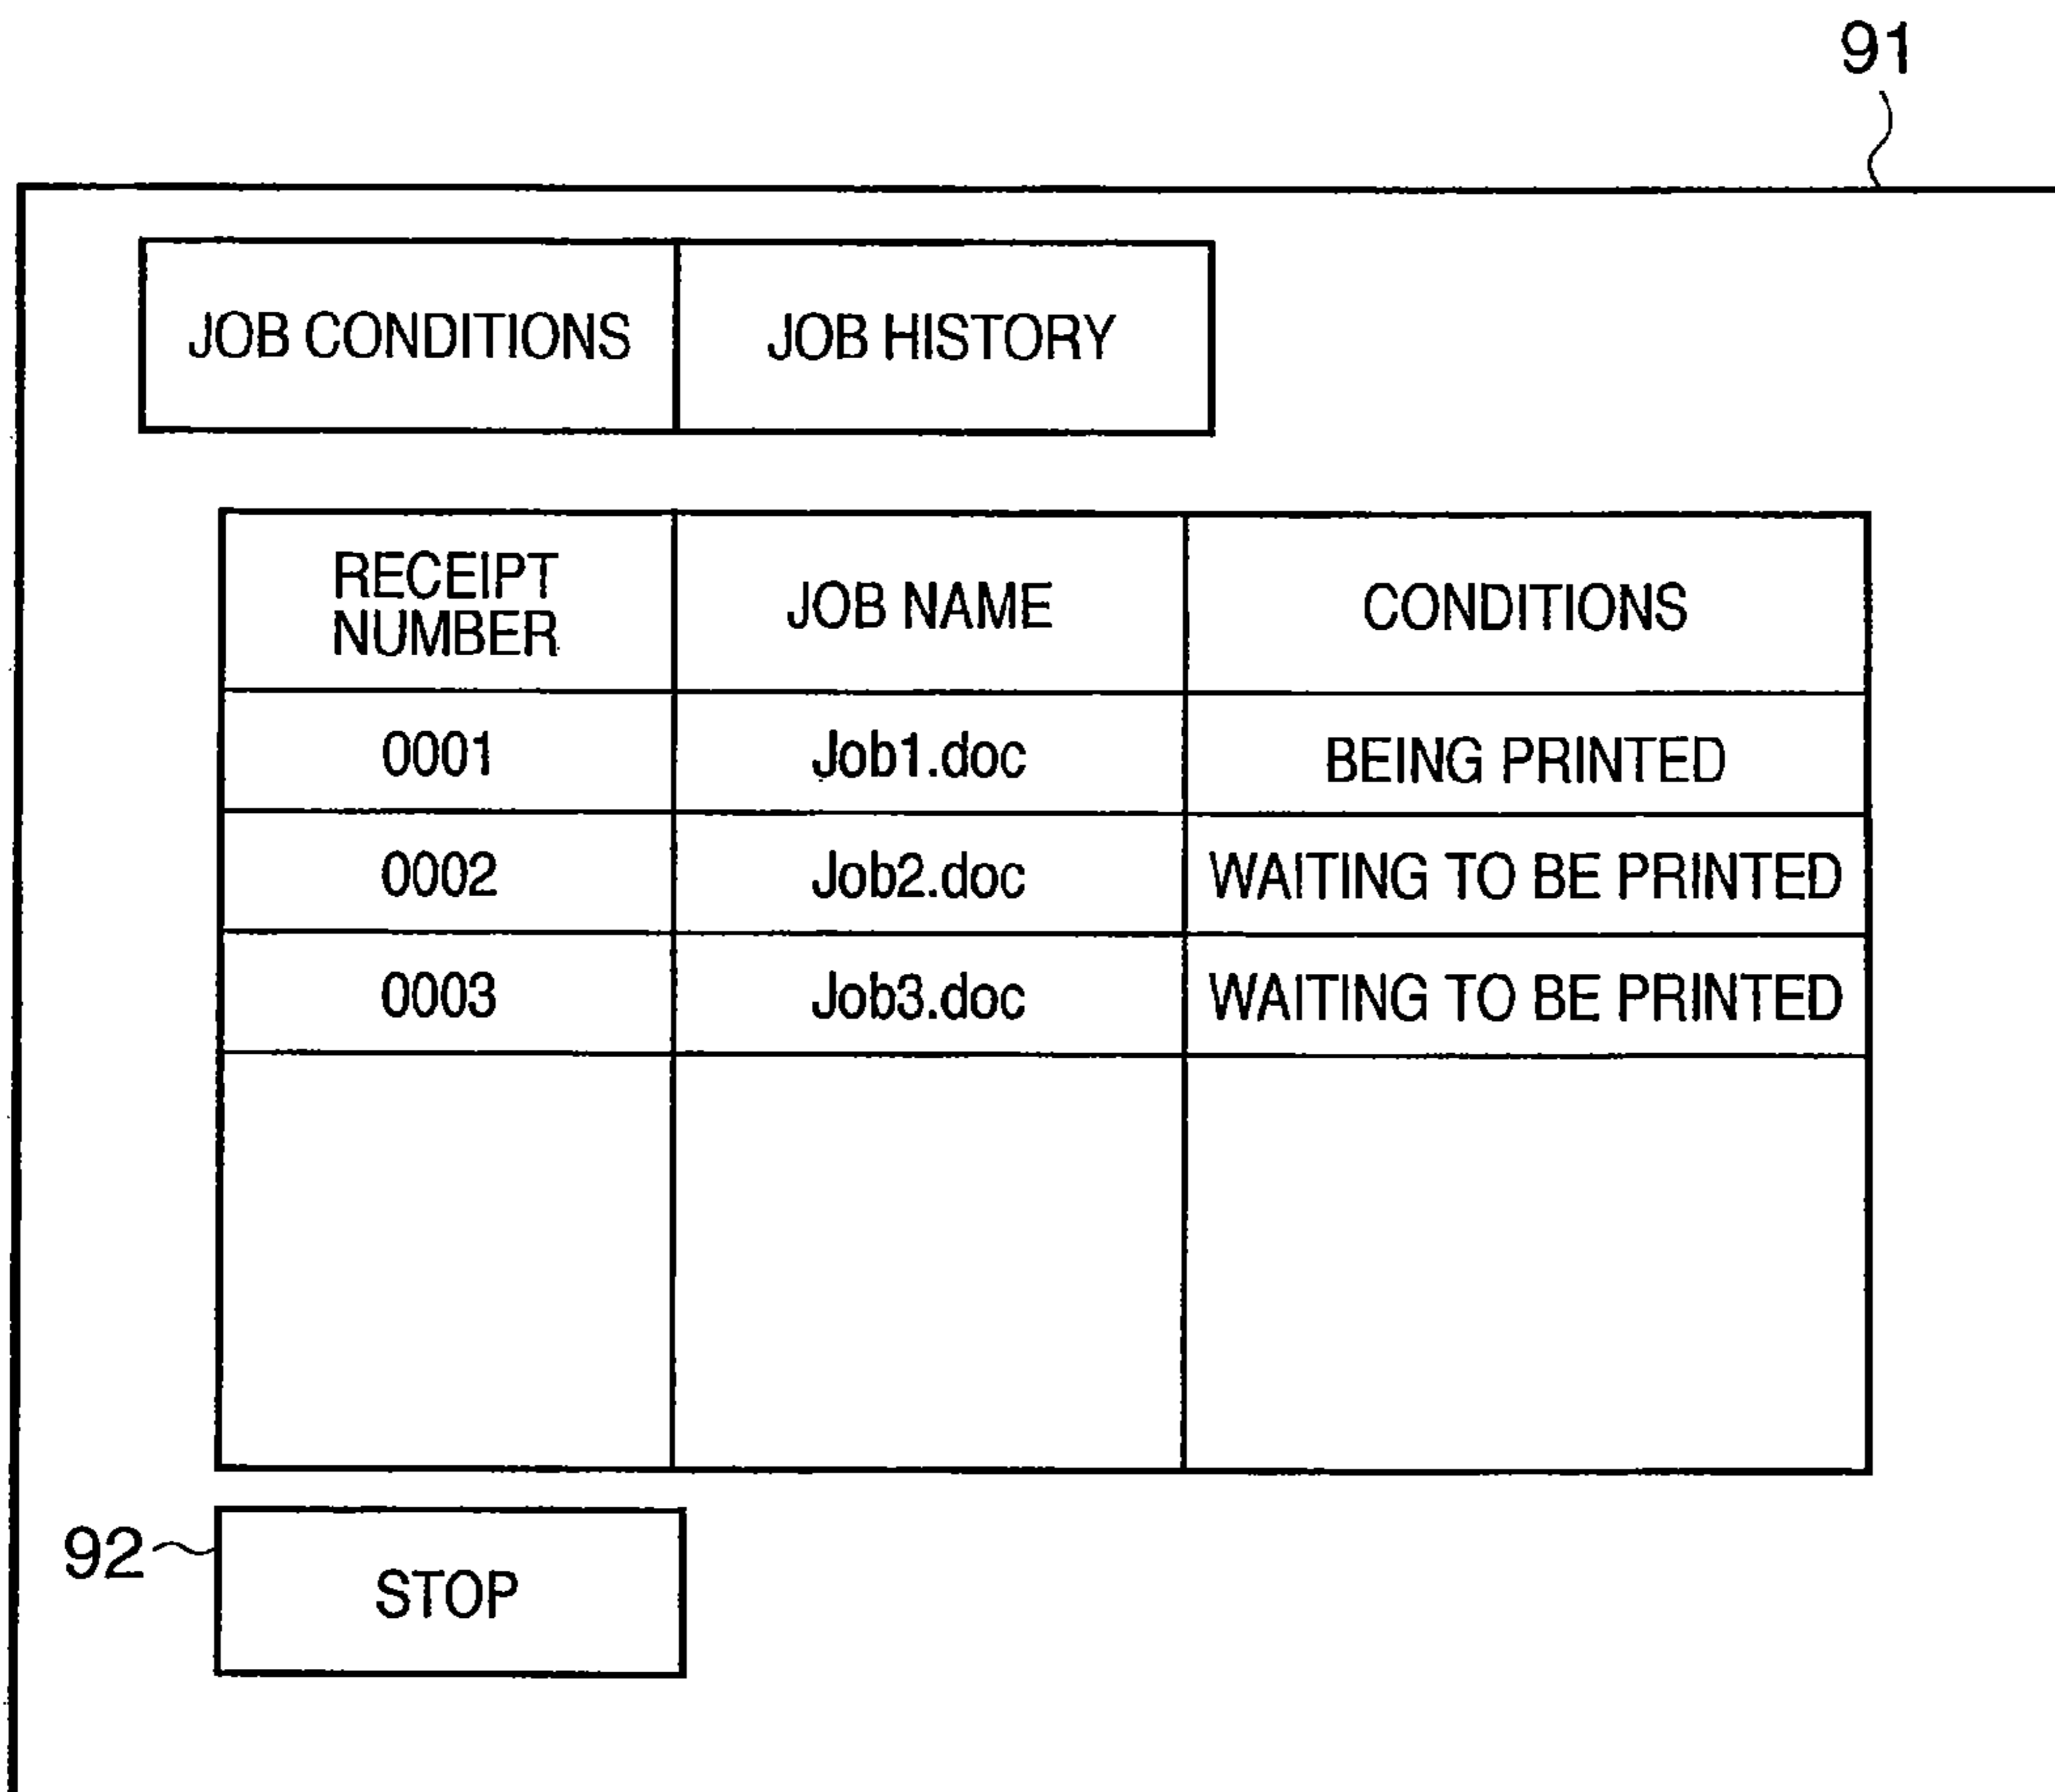 91
JOB CONDITIONS JOB HISTORY
RECEIPT
NUMBER JOB NAME CONDITIONS
0001 Job1.doc BEING PRINTED
0002 Job2.doc WAITING TO BE PRINTED
0003 Job3.doc WAITING TO BE PRINTED
92 STOP